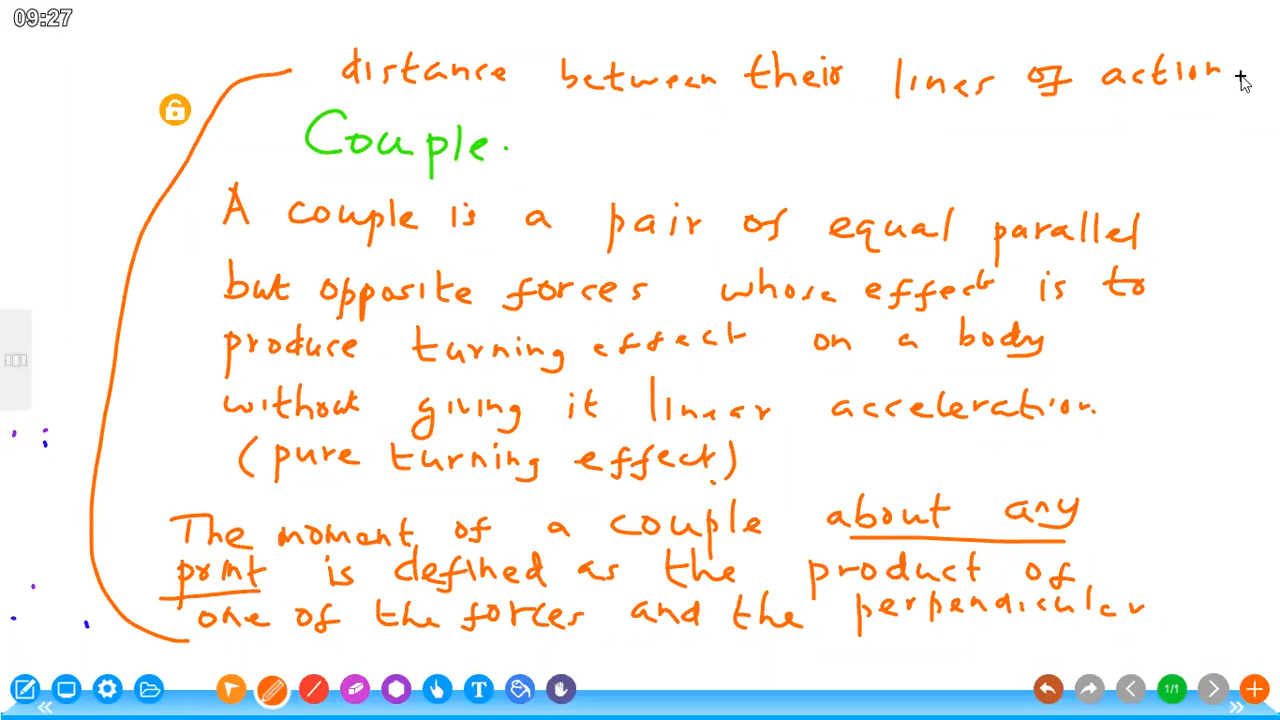 09:27
distance between their lines of action
Couple.
A couple is a pair of equal parallel
but opposite forces whose effect is to
produce turning effect on a body
without giving it linear acceleration.
(pure turning effect)
The moment of a couple about any
point is defined as the product of
one of the forces and the perpendicular
T
1/1